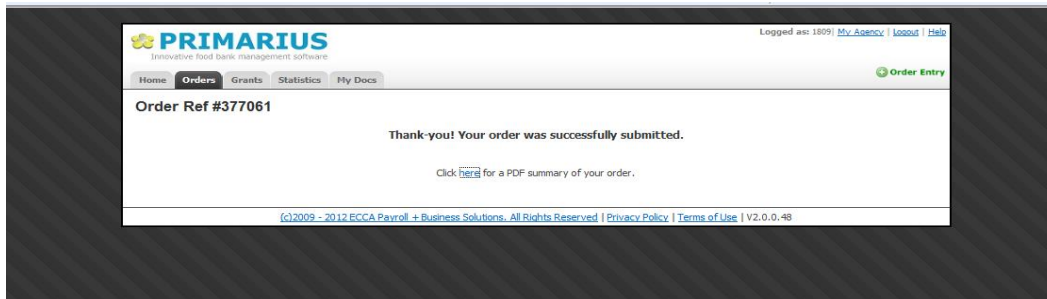 Logged as: 1809| My Agency | Logout | Help
PRIMARIUS
Innovative food bank management software
Home Orders Grants Statistics My Docs
Order Entry
Order Ref #377061
Thank-you! Your order was successfully submitted.
Click here for a PDF summary of your order.
(c)2009 - 2012 ECCA Payroll + Business Solutions. All Rights Reserved | Privacy Policy | Terms of Use | V2.0.0.48